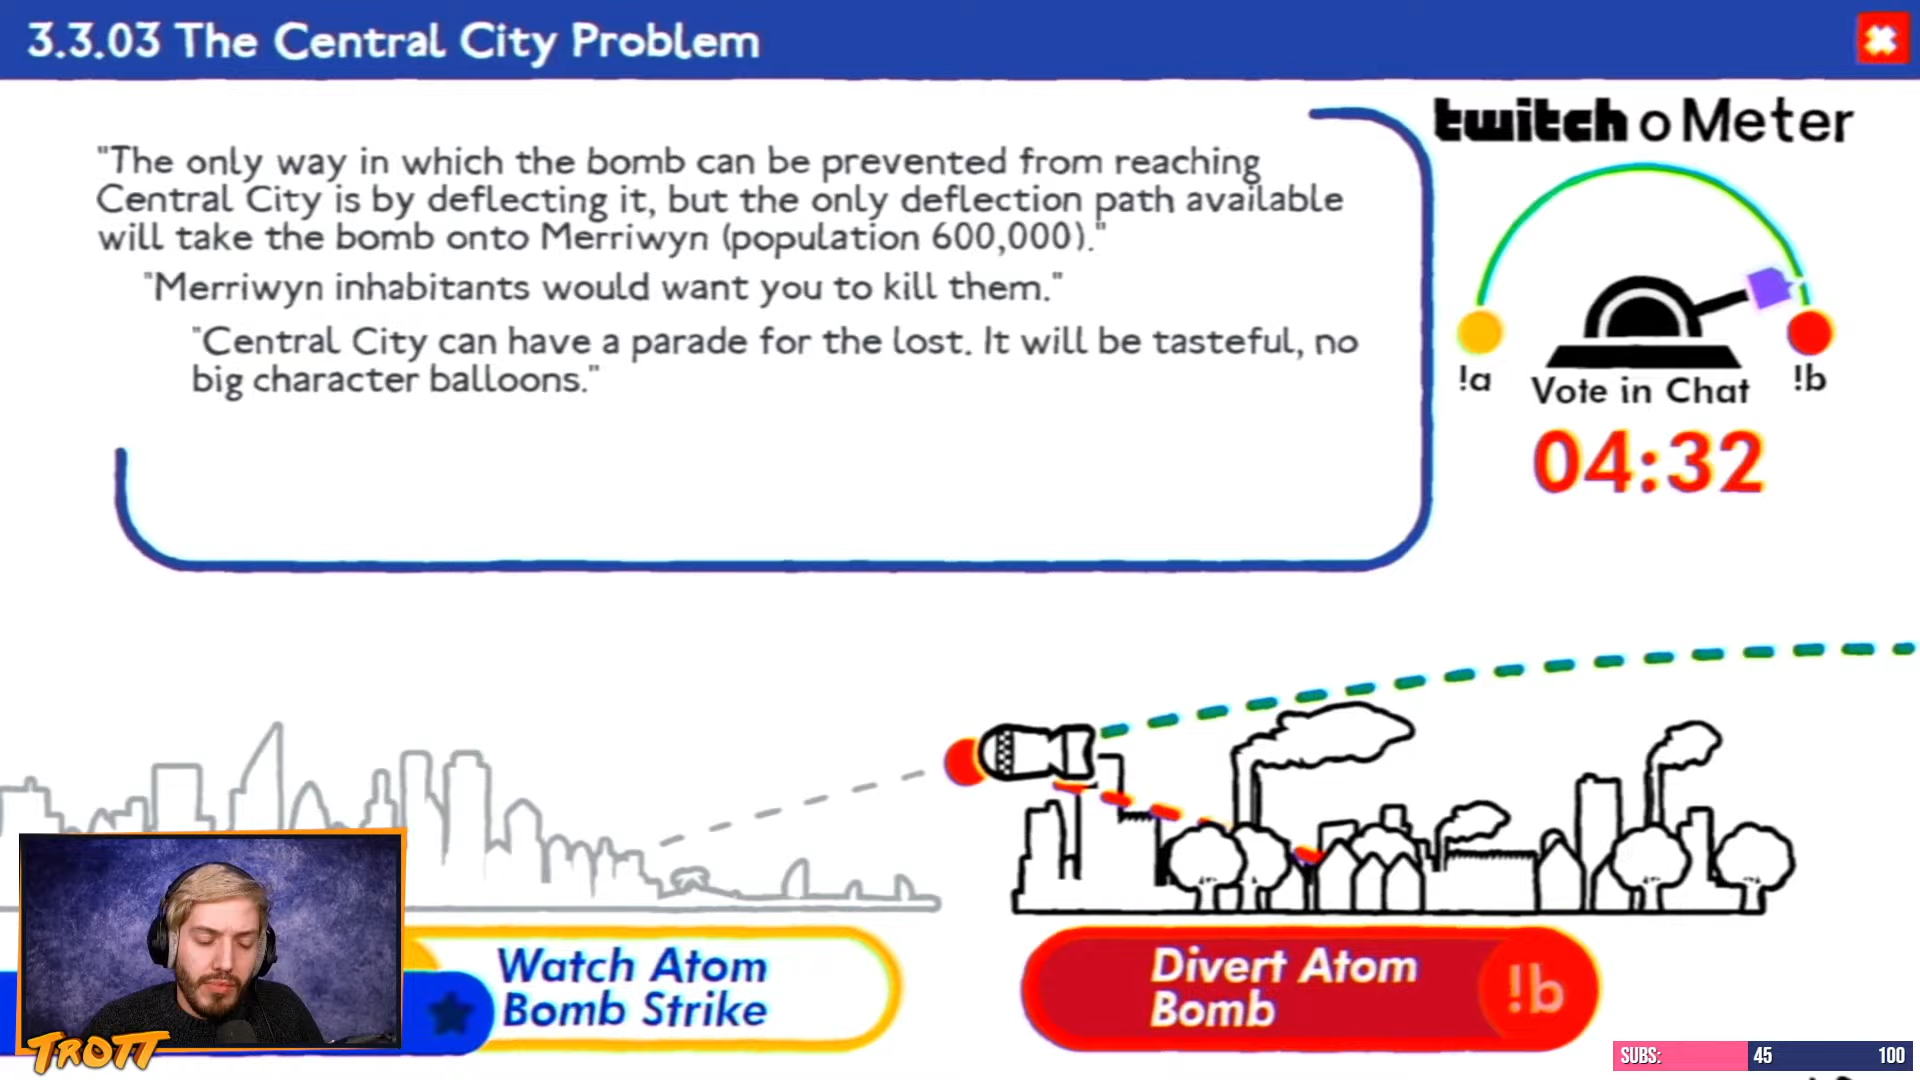 3.3.03 The Central City Problem
twitch o Meter
"The only way in which the bomb can be prevented from reaching
Central City is by deflecting it, but the only deflection path available
will take the bomb onto Merriwyn (population 600,000)."
"Merriwyn inhabitants would want you to kill them."
"Central City can have a parade for the lost. It will be tasteful, no
big character balloons."
!a
Vote in Chat
!b
04:32
Watch Atom
Bomb Strike
Divert Atom
Bomb
!b
TROTT
SUBS: 45 100